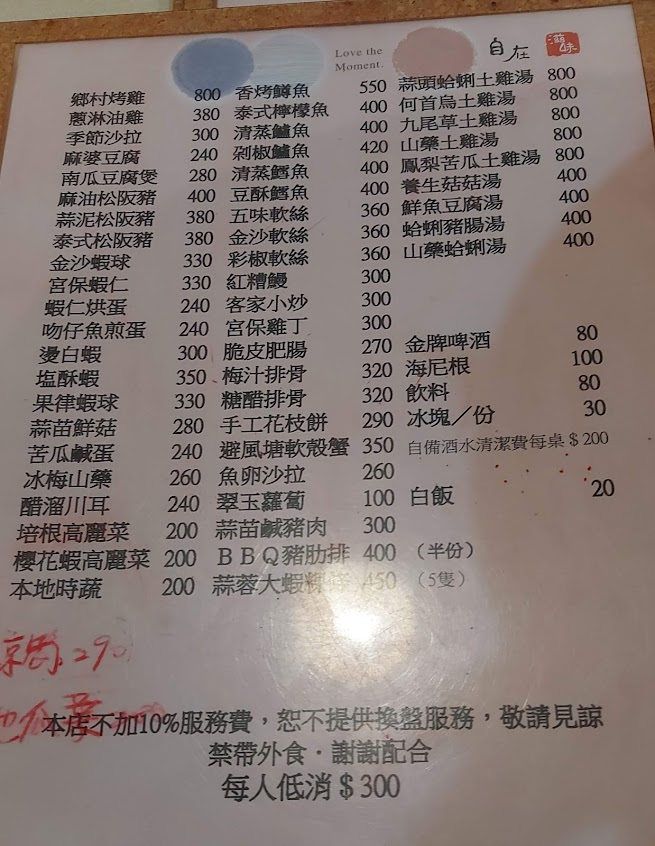 Love the
Moment.
自在
滋味
鄉村烤雞 800
蔥淋油雞 380
季節沙拉 300
麻婆豆腐 240
南瓜豆腐煲 280
麻油松阪豬 400
蒜泥松阪豬 380
泰式松阪豬 380
金沙蝦球 330
宮保蝦仁 330
蝦仁烘蛋 240
吻仔魚煎蛋 240
燙白蝦 300
塩酥蝦 350
果律蝦球 330
蒜苗鮮菇 280
苦瓜鹹蛋 240
冰梅山藥 260
醋溜川耳 240
培根高麗菜 200
櫻花蝦高麗菜 200
本地時蔬 200
香烤鱒魚 550
泰式檸檬魚 400
清蒸鱸魚 400
剁椒鱸魚 420
清蒸鱈魚 400
豆酥鱈魚 400
五味軟絲 360
金沙軟絲 360
彩椒軟絲 360
紅糟鰻 300
客家小炒 300
宮保雞丁 300
脆皮肥腸 270
梅汁排骨 320
糖醋排骨 320
手工花枝餅 290
避風塘軟殼蟹 350
魚卵沙拉 260
翠玉蘿蔔 100
蒜苗鹹豬肉 300
ＢＢＱ豬肋排 400（半份）
蒜蓉大蝦粿 450（5隻）
蒜頭蛤蜊土雞湯 800
何首烏土雞湯 800
九尾草土雞湯 800
山藥土雞湯 800
鳳梨苦瓜土雞湯 800
養生菇菇湯 400
鮮魚豆腐湯 400
蛤蜊豬腸湯 400
山藥蛤蜊湯 400
金牌啤酒 80
海尼根 100
飲料 80
冰塊／份 30
自備酒水清潔費每桌＄200
白飯 20
290
本店不加10%服務費，恕不提供換盤服務，敬請見諒
禁帶外食．謝謝配合
每人低消＄300